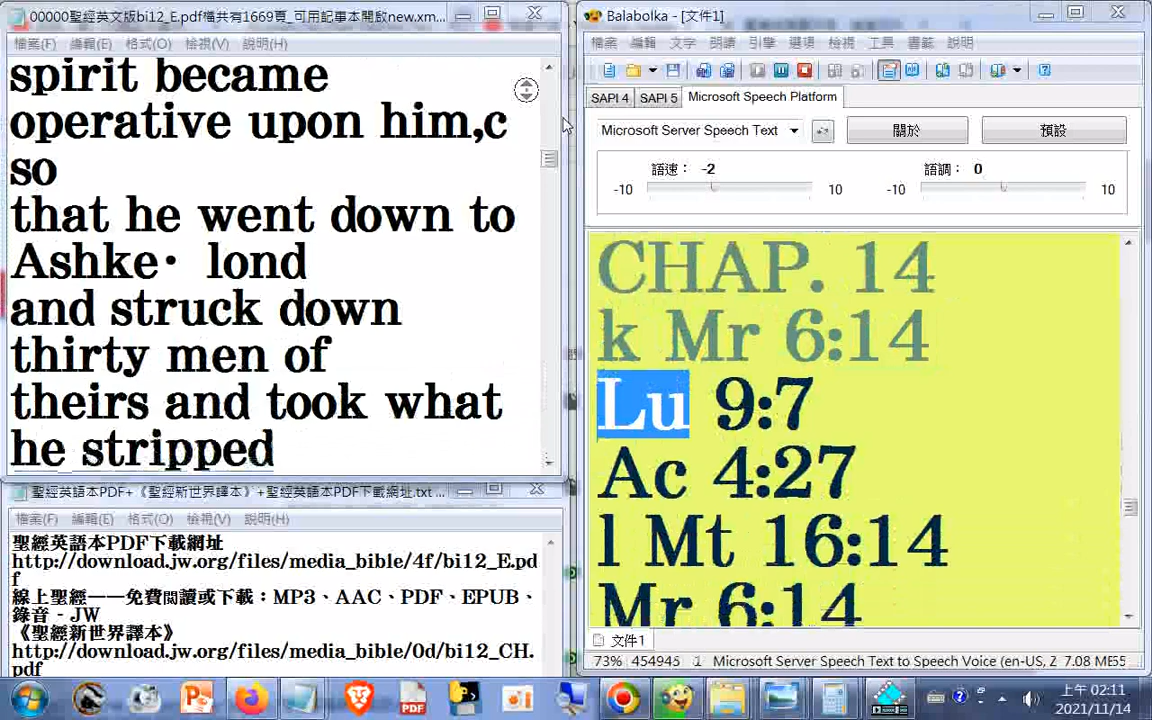 00000聖經英文版bi12_E.pdf檔共有1669頁_可用記事本開啟new.xm...
檔案(F) 編輯(E) 格式(O) 檢視(V) 說明(H)
spirit became
operative upon him,c
so
that he went down to
Ashke· lond
and struck down
thirty men of
theirs and took what
he stripped
聖經英語本PDF+《聖經新世界譯本》+聖經英語本PDF下載網址.txt ...
檔案(F) 編輯(E) 格式(O) 檢視(V) 說明(H)
聖經英語本PDF下載網址
http://download.jw.org/files/media_bible/4f/bi12_E.pd
f
線上聖經——免費閱讀或下載：MP3、AAC、PDF、EPUB、
錄音 - JW
《聖經新世界譯本》
http://download.jw.org/files/media_bible/0d/bi12_CH.
pdf
Balabolka - [文件1]
檔案 編輯 文字 朗讀 引擎 選項 檢視 工具 書籤 說明
SAPI 4 SAPI 5 Microsoft Speech Platform
Microsoft Server Speech Text 關於 預設
語速： -2 語調： 0
-10 10 -10 10
CHAP. 14
k Mr 6:14
Lu 9:7
Ac 4:27
l Mt 16:14
Mr 6:14
文件1
73% 454945 1 Microsoft Server Speech Text to Speech Voice (en-US, Z 7.08 ME55
上午 02:11
2021/11/14